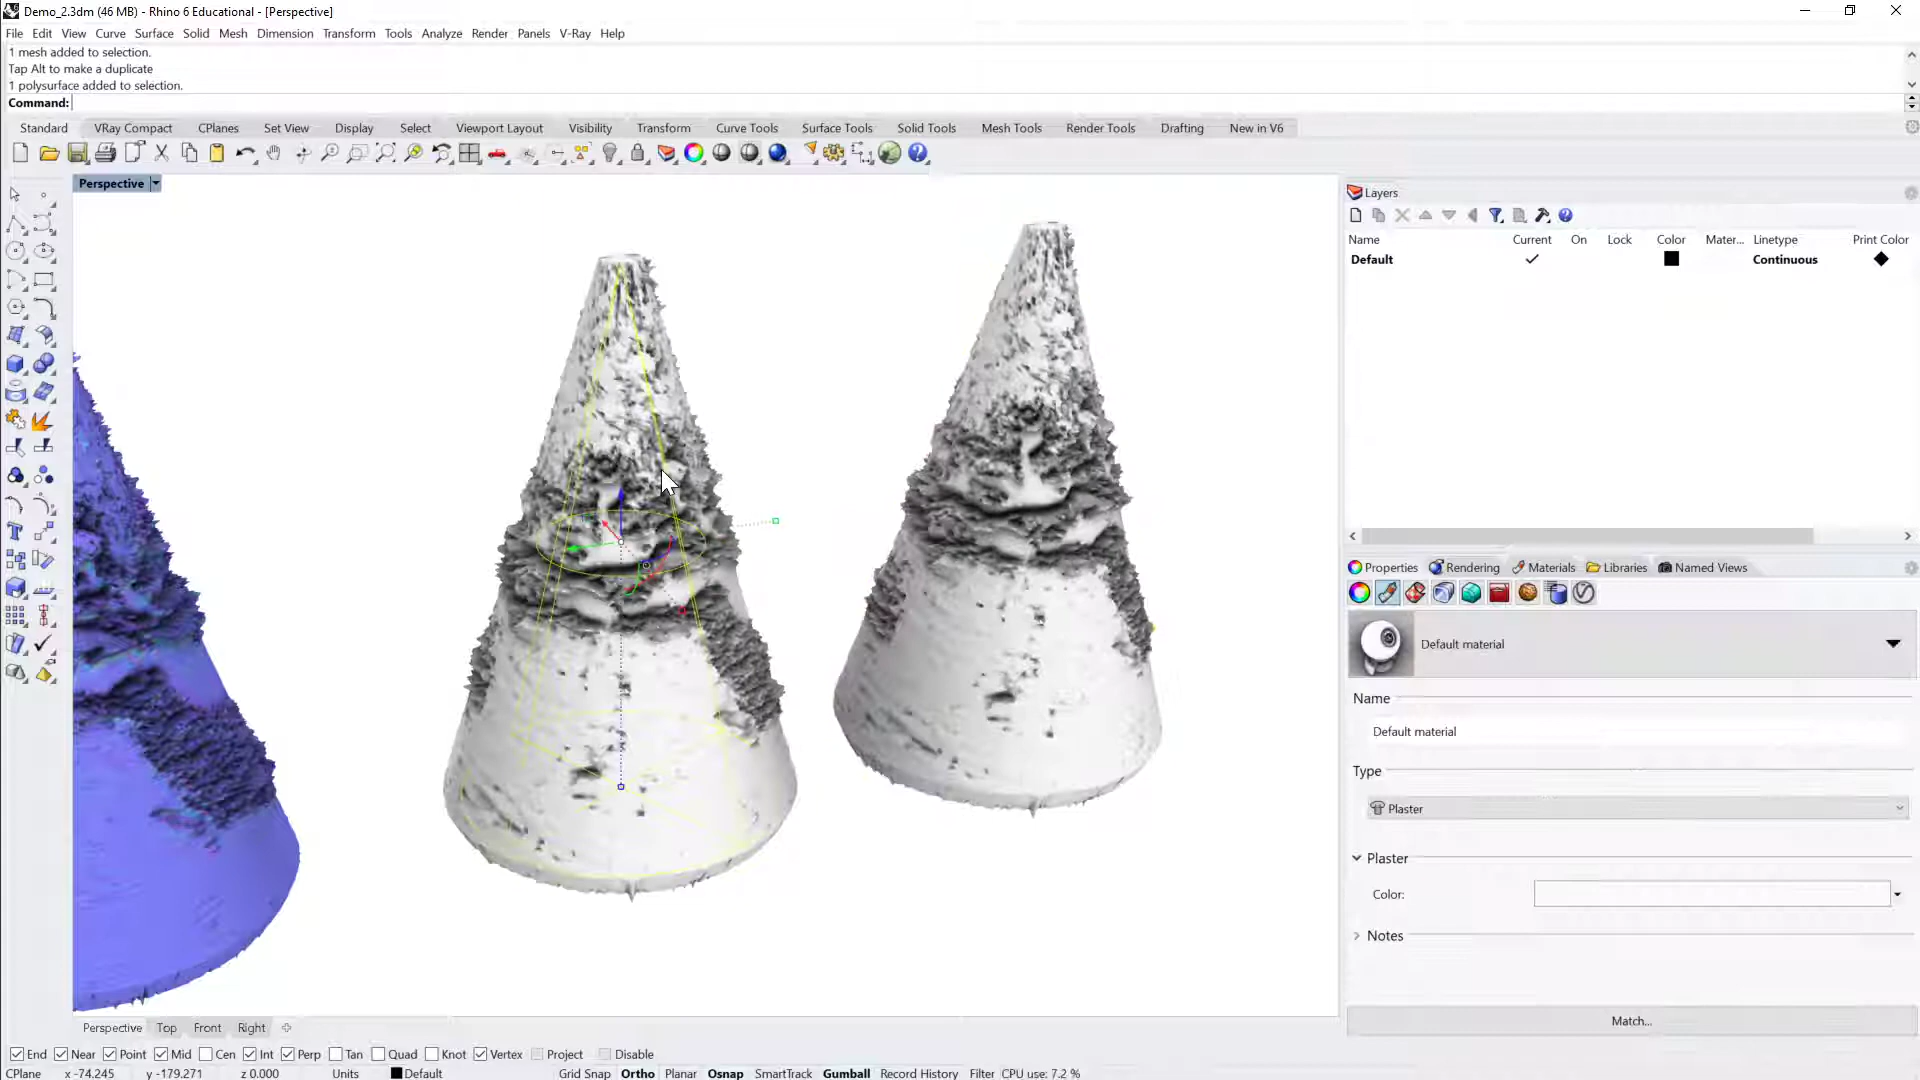 Demo_2.3dm (46 MB) - Rhino 6 Educational - [Perspective]
File Edit View Curve Surface Solid Mesh Dimension Transform Tools Analyze Render Panels V-Ray Help
1 mesh added to selection.
Tap Alt to make a duplicate
1 polysurface added to selection.
Command:
Standard VRay Compact CPlanes Set View Display Select Viewport Layout Visibility Transform Curve Tools Surface Tools Solid Tools Mesh Tools Render Tools Drafting New in V6
Perspective
Layers
Name Current On Lock Color Mater... Linetype Print Color
Default Continuous
Properties Rendering Materials Libraries Named Views
Default material
Name
Default material
Type
Plaster
Plaster
Color:
Notes
Match...
Perspective Top Front Right
End Near Point Mid Cen Int Perp Tan Quad Knot Vertex Project Disable
CPlane x -74.245 y -179.271 z 0.000 Units Default Grid Snap Ortho Planar Osnap SmartTrack Gumball Record History Filter CPU use: 7.2 %